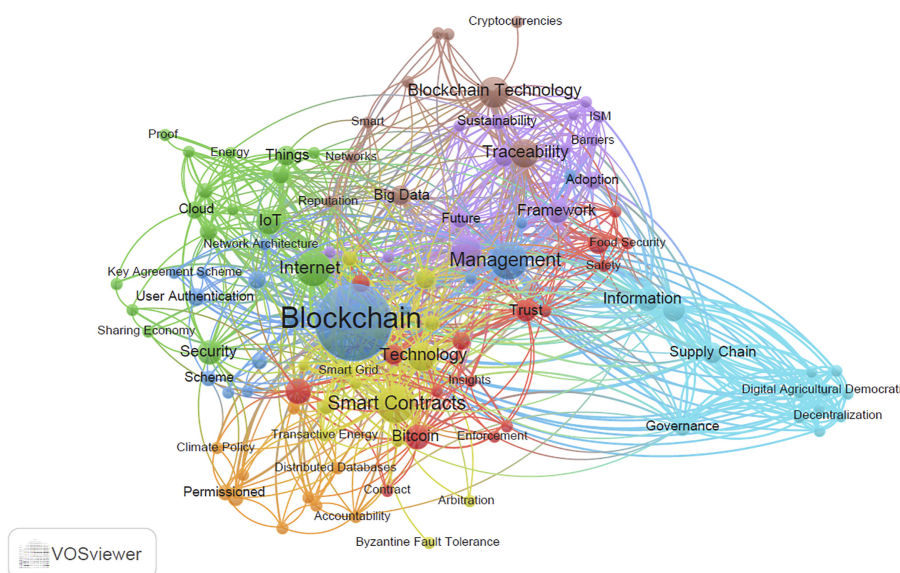 Cryptocurrencies
Blockchain Technology
Smart
Sustainability
ISM
Proof
Energy
Things
Networks
Traceability
Barriers
Adoption
Cloud
Reputation
Big Data
IoT
Future
Framework
Network Architecture
Food Security
Key Agreement Scheme
Internet
Management
Safety
User Authentication
Information
Blockchain
Trust
Sharing Economy
Security
Technology
Supply Chain
Scheme
Smart Grid
Insights
Digital Agricultural Democrati
Smart Contracts
Decentralization
Transactive Energy
Bitcoin
Enforcement
Governance
Climate Policy
Distributed Databases
Permissioned
Contract
Arbitration
Accountability
Byzantine Fault Tolerance
VOSviewer